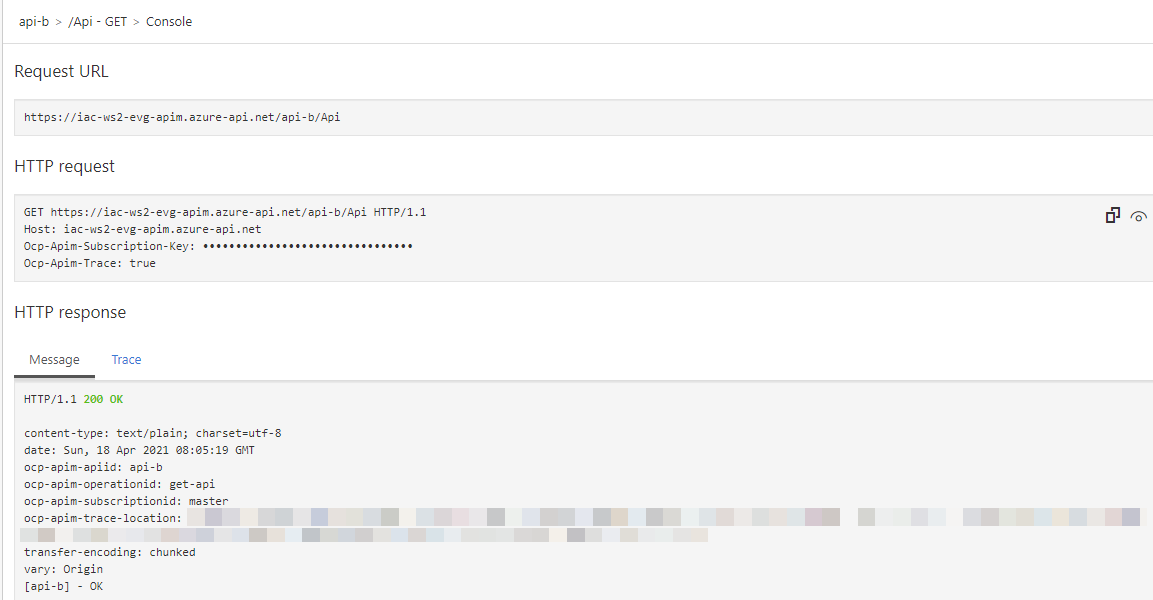 api-b > /Api - GET > Console
Request URL
https://iac-ws2-evg-apim.azure-api.net/api-b/Api
HTTP request
GET https://iac-ws2-evg-apim.azure-api.net/api-b/Api HTTP/1.1
Host: iac-ws2-evg-apim.azure-api.net
Ocp-Apim-Subscription-Key: ••••••••••••••••••••••••••••••••
Ocp-Apim-Trace: true
HTTP response
Message Trace
HTTP/1.1 200 OK
content-type: text/plain; charset=utf-8
date: Sun, 18 Apr 2021 08:05:19 GMT
ocp-apim-apiid: api-b
ocp-apim-operationid: get-api
ocp-apim-subscriptionid: master
ocp-apim-trace-location:
transfer-encoding: chunked
vary: Origin
[api-b] - OK